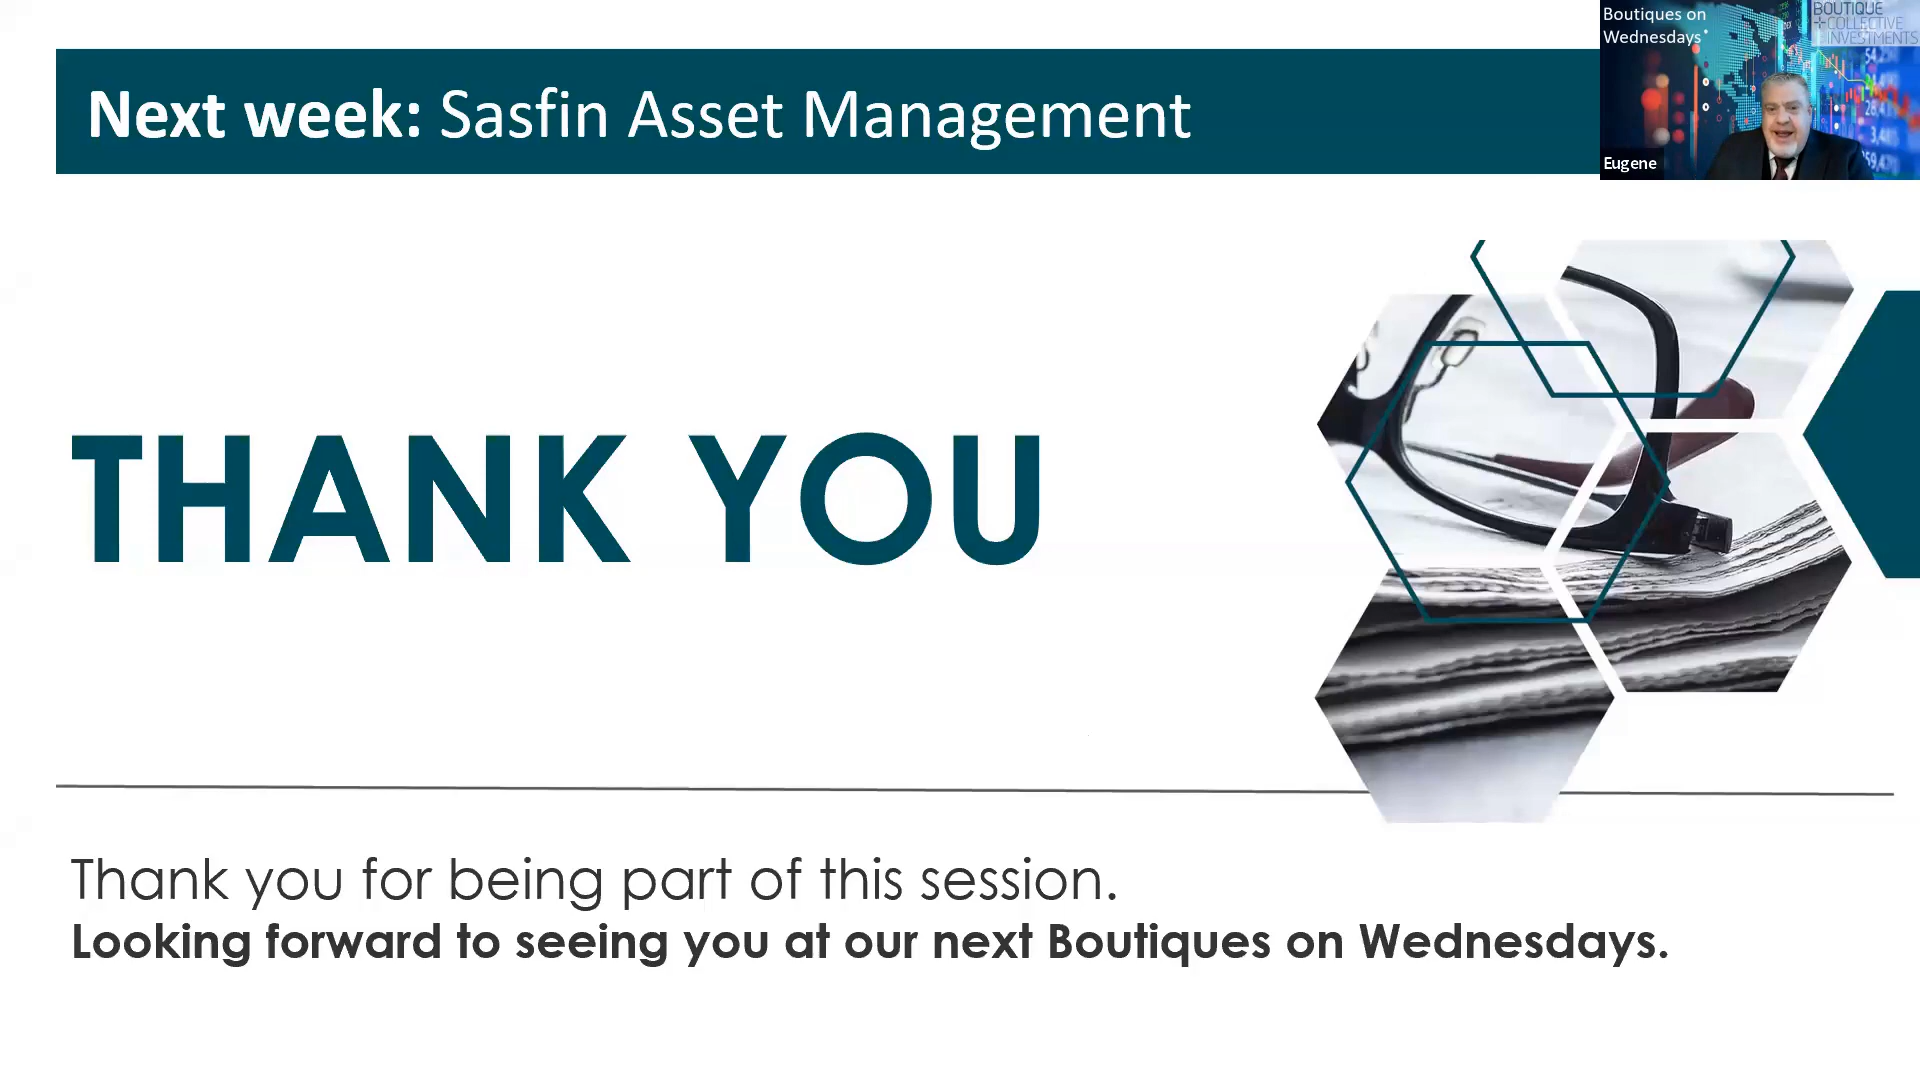 Next week: Sasfin Asset Management
Boutiques on
Wednesdays
BOUTIQUE
COLLECTIVE
INVESTMENTS
Eugene
THANK YOU
Thank you for being part of this session.
Looking forward to seeing you at our next Boutiques on Wednesdays.